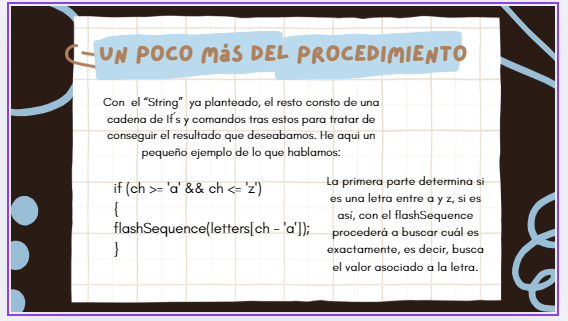 UN POCO MáS DEL PROCEDIMIENTO
Con el “String” ya planteado, el resto consto de una
cadena de If´s y comandos tras estos para tratar de
conseguir el resultado que deseabamos. He aqui un
pequeño ejemplo de lo que hablamos:
if (ch >= 'a' && ch <= 'z')
{
flashSequence(letters[ch - 'a']);
}
La primera parte determina si
es una letra entre a y z, si es
así, con el flashSequence
procederá a buscar cuál es
exactamente, es decir, busca
el valor asociado a la letra.